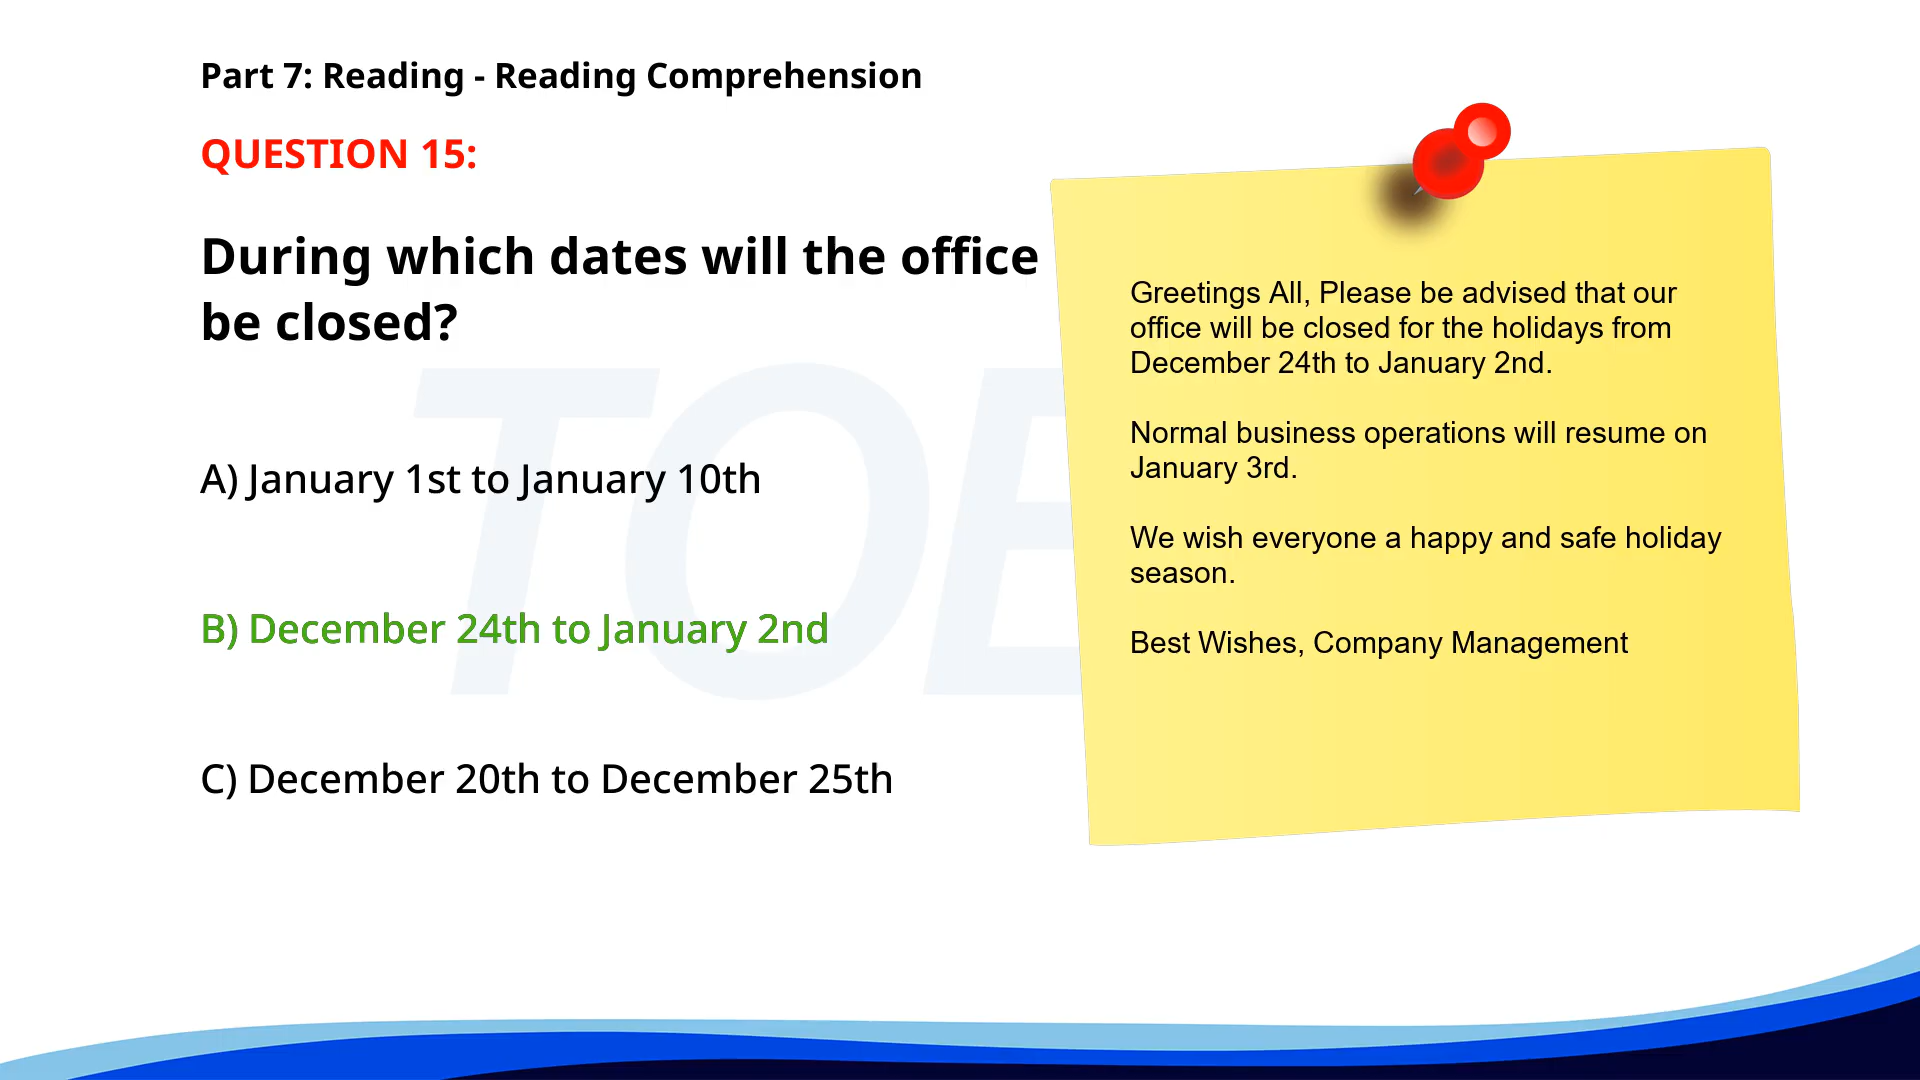 Part 7: Reading - Reading Comprehension
QUESTION 15:
During which dates will the office
be closed?
A) January 1st to January 10th
B) December 24th to January 2nd
C) December 20th to December 25th
Greetings All, Please be advised that our
office will be closed for the holidays from
December 24th to January 2nd.
Normal business operations will resume on
January 3rd.
We wish everyone a happy and safe holiday
season.
Best Wishes, Company Management
TOE